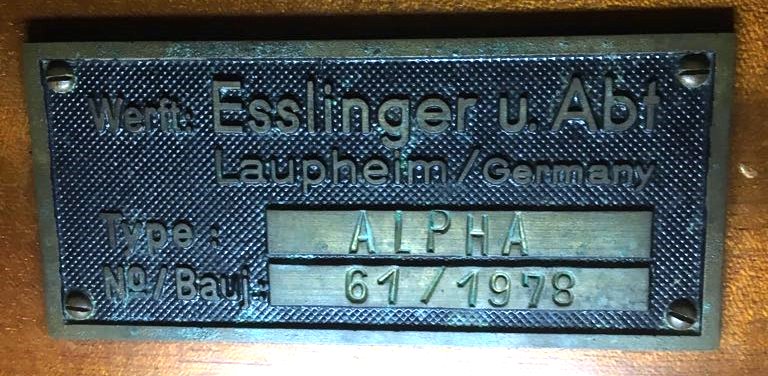 Werft: Esslinger u. Abt
Laupheim/Germany
Type: ALPHA
Nº/Bauj.: 61/1978